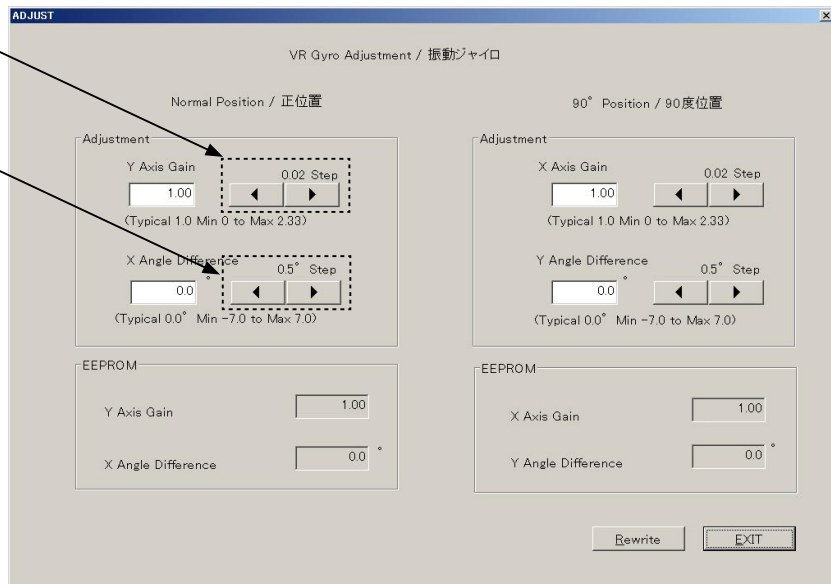 ADJUST
VR Gyro Adjustment / 振動ジャイロ
Normal Position / 正位置
Adjustment
Y Axis Gain
0.02 Step
1.00
(Typical 1.0 Min 0 to Max 2.33)
X Angle Difference
0.5° Step
0.0 °
(Typical 0.0° Min -7.0 to Max 7.0)
EEPROM
Y Axis Gain 1.00
X Angle Difference 0.0 °
90° Position / 90度位置
Adjustment
X Axis Gain
0.02 Step
1.00
(Typical 1.0 Min 0 to Max 2.33)
Y Angle Difference
0.5° Step
0.0 °
(Typical 0.0° Min -7.0 to Max 7.0)
EEPROM
X Axis Gain 1.00
Y Angle Difference 0.0 °
Rewrite EXIT